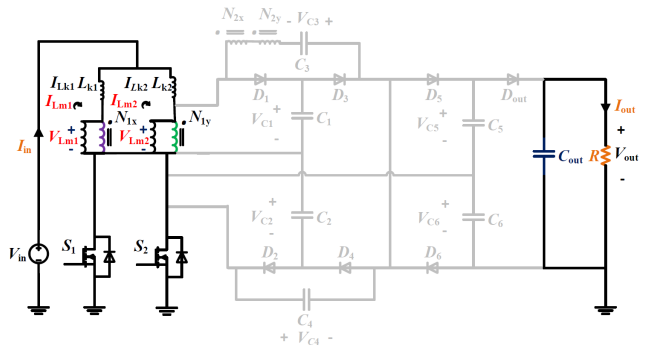 N2x N2y - VC3 +
C3
ILk1 Lk1 ILk2 Lk2
ILm1 ILm2
D1 D3 D5 Dout
N1x N1y
+ VLm1 - + VLm2 -
+ VC1 - C1
+ VC5 - C5
Iin
Iout
Cout R + Vout -
+ VC2 - C2
+ VC6 - C6
S1 S2
Vin
D2 D4 D6
C4
+ VC4 -